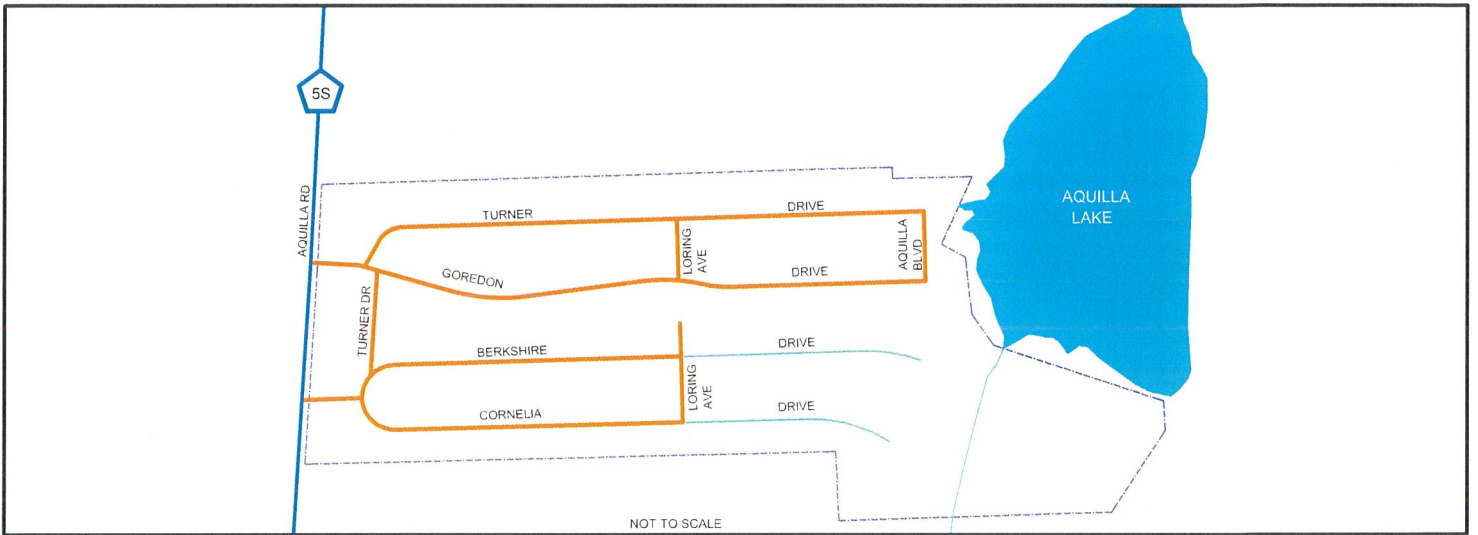 5S
AQUILLA RD
AQUILLA
LAKE
TURNER
DRIVE
LORING
AVE
AQUILLA
BLVD
GOREDON
DRIVE
TURNER DR
BERKSHIRE
DRIVE
LORING
AVE
CORNELIA
DRIVE
NOT TO SCALE